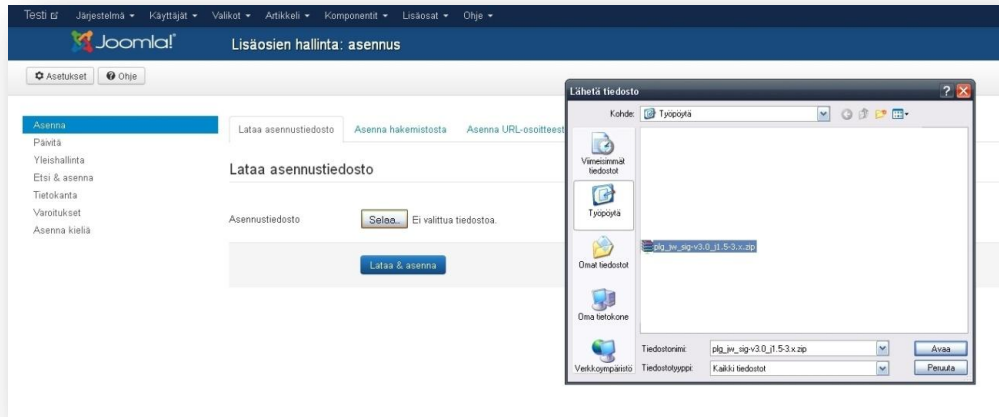 Testi Järjestelmä Käyttäjät Valikot Artikkeli Komponentit Lisäosat Ohje
Joomla!
Lisäosien hallinta: asennus
Asetukset Ohje
Asenna
Päivitä
Yleishallinta
Etsi & asenna
Tietokanta
Varoitukset
Asenna kieliä
Lataa asennustiedosto Asenna hakemistosta Asenna URL-osoitteest
Lataa asennustiedosto
Asennustiedosto Selaa... Ei valittua tiedostoa.
Lataa & asenna
Lähetä tiedosto
Kohde: Työpöytä
Viimeisimmät
tiedostot
Työpöytä
Omat tiedostot
Oma tietokone
Verkkoympäristö
plg_jw_sig-v3.0_j1.5-3.x.zip
Tiedostonimi: plg_jw_sig-v3.0_j1.5-3.x.zip Avaa
Tiedostotyyppi: Kaikki tiedostot Peruuta